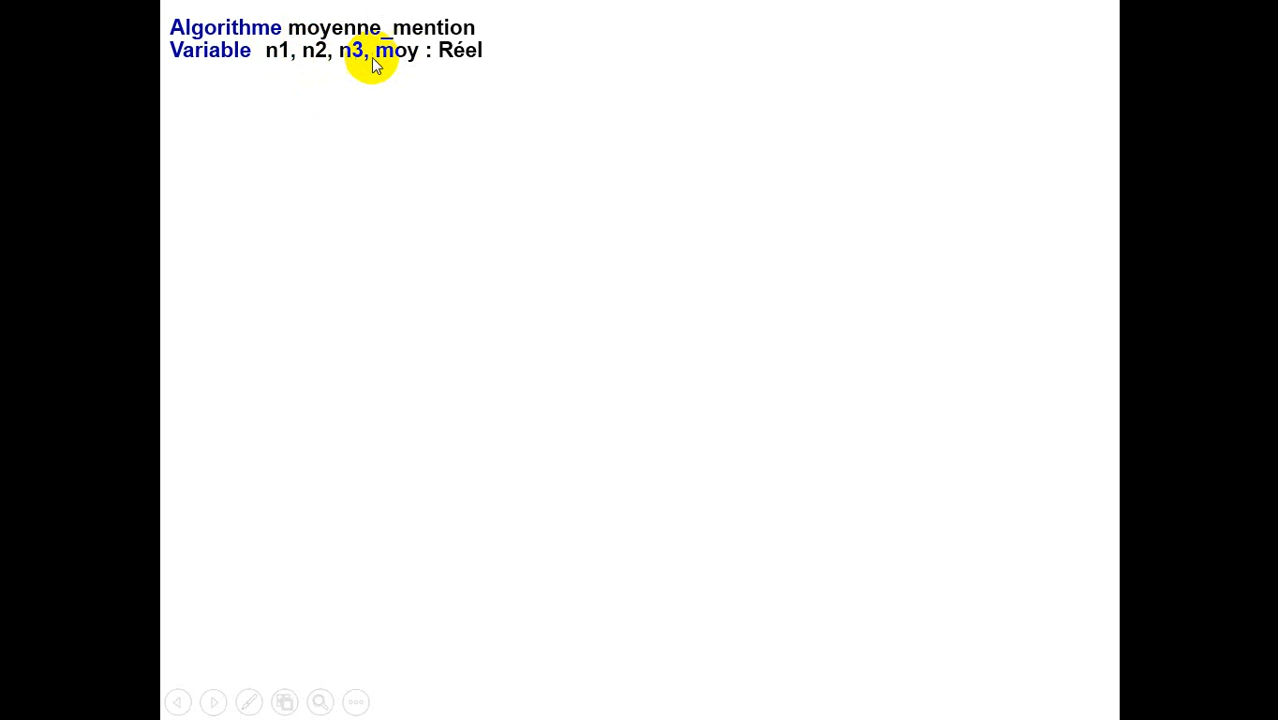 Algorithme moyenne_mention
Variable n1, n2, n3, moy : Réel